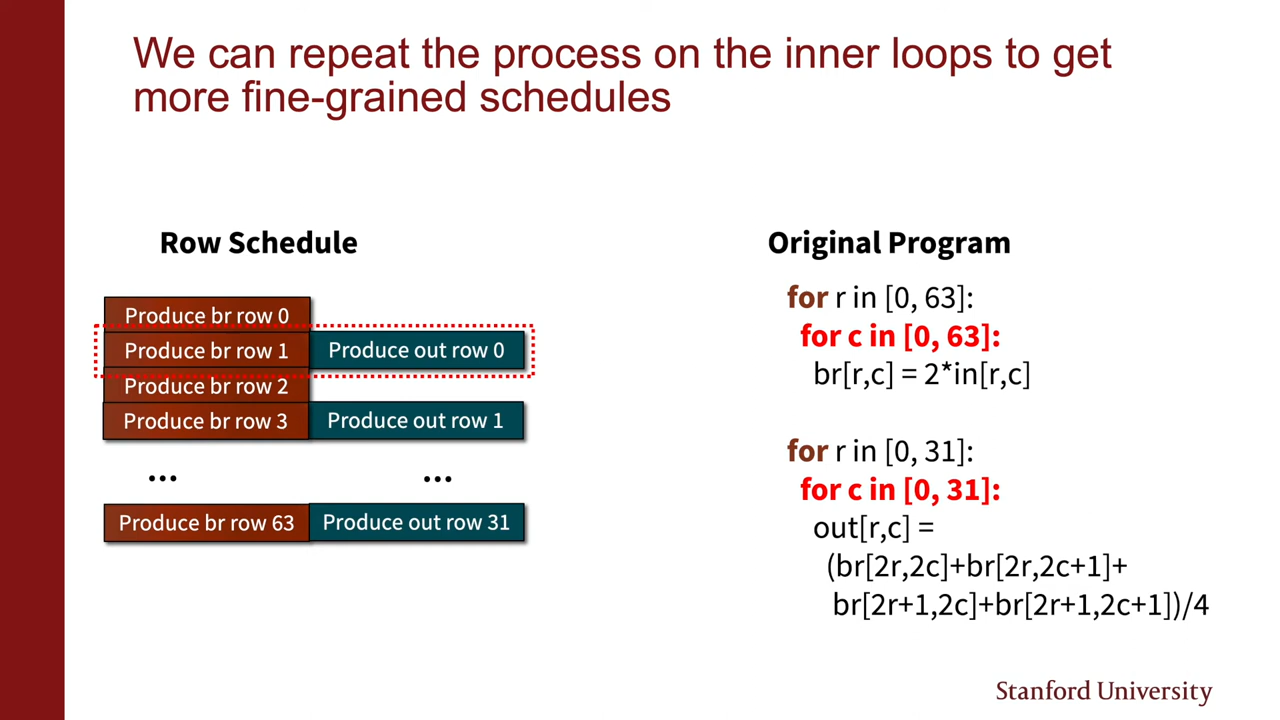 We can repeat the process on the inner loops to get
more fine-grained schedules
Row Schedule
Produce br row 0
Produce br row 1
Produce out row 0
Produce br row 2
Produce br row 3
Produce out row 1
...
...
Produce br row 63
Produce out row 31
Original Program
for r in [0, 63]:
for c in [0, 63]:
br[r,c] = 2*in[r,c]
for r in [0, 31]:
for c in [0, 31]:
out[r,c] =
(br[2r,2c]+br[2r,2c+1]+
br[2r+1,2c]+br[2r+1,2c+1])/4
Stanford University